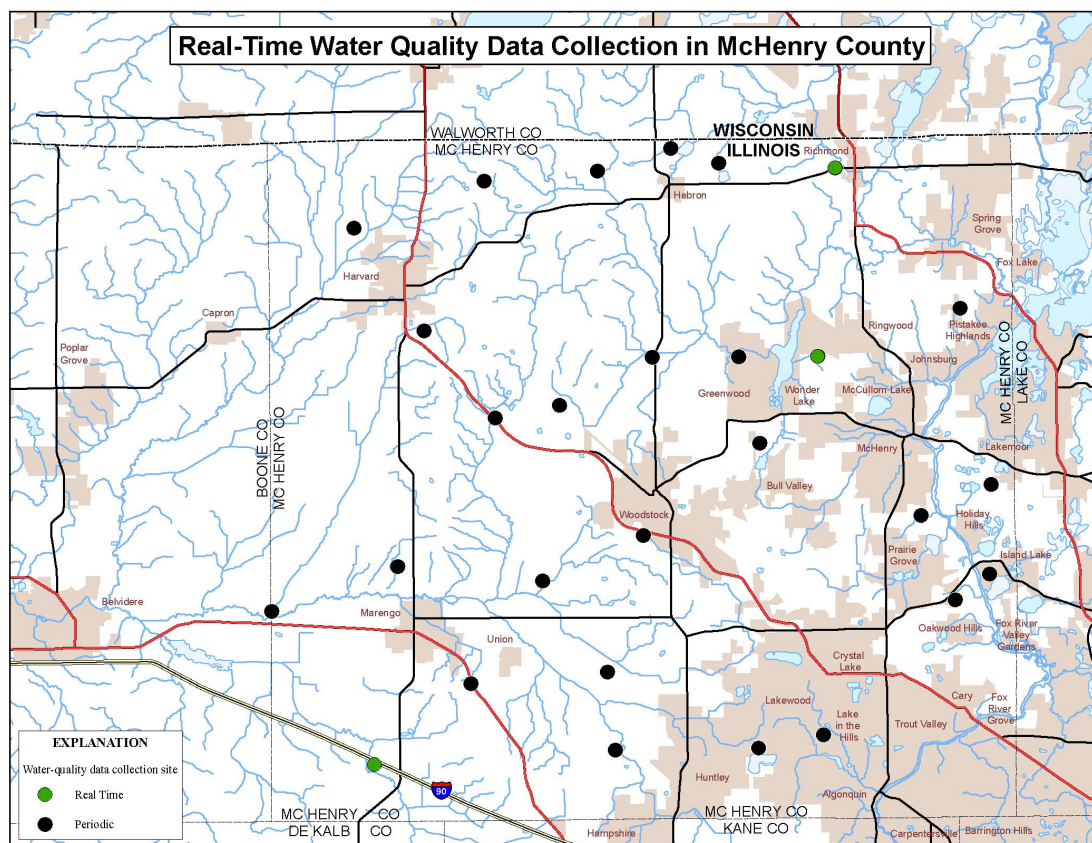 Real-Time Water Quality Data Collection in McHenry County
WALWORTH CO
MC HENRY CO
WISCONSIN
ILLINOIS
Richmond
Hebron
Spring
Grove
Fox Lake
Harvard
Capron
Poplar
Grove
Ringwood
Pistakee
Highlands
Johnsburg
MC HENRY CO
LAKE CO
Greenwood
Wonder
Lake
McCullom Lake
BOONE CO
MC HENRY CO
McHenry
Lakemoor
Bull Valley
Woodstock
Holiday
Hills
Prairie
Grove
Island Lake
Belvidere
Marengo
Union
Oakwood Hills
Fox River
Valley
Gardens
Crystal
Lake
Lakewood
Lake
in the
Hills
Cary
Trout Valley
Fox
River
Grove
Huntley
Algonquin
90
MC HENRY CO
DE KALB CO
MC HENRY CO
KANE CO
Hampshire
Carpentersville
Barrington Hills
EXPLANATION
Water-quality data collection site
Real Time
Periodic